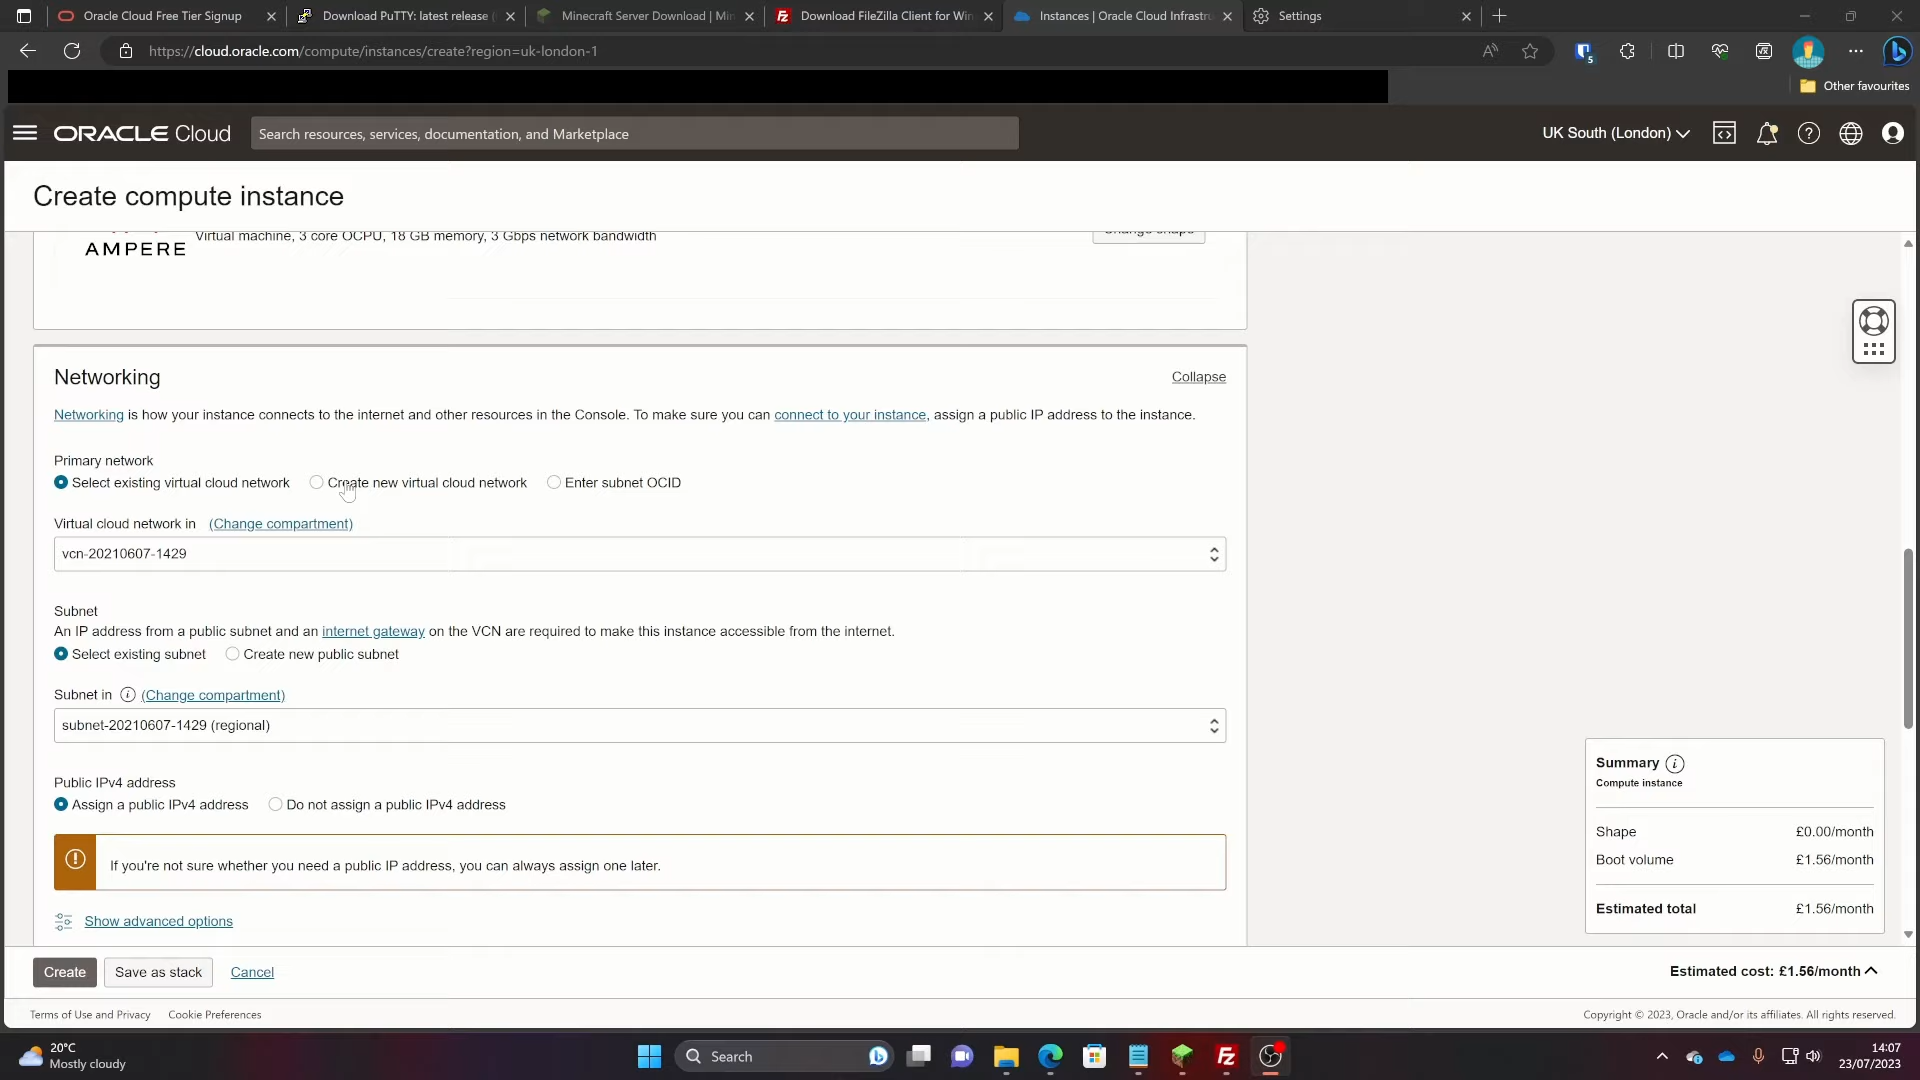 Oracle Cloud Free Tier Signup
Download PuTTY: latest release (
Minecraft Server Download | Min
Download FileZilla Client for Win
Instances | Oracle Cloud Infrastru
Settings
https://cloud.oracle.com/compute/instances/create?region=uk-london-1
5
Other favourites
ORACLE Cloud
Search resources, services, documentation, and Marketplace
UK South (London)
Create compute instance
AMPERE
Virtual machine, 3 core OCPU, 18 GB memory, 3 Gbps network bandwidth
Change shape
Networking
Collapse
Networking is how your instance connects to the internet and other resources in the Console. To make sure you can connect to your instance, assign a public IP address to the instance.
Primary network
Select existing virtual cloud network
Create new virtual cloud network
Enter subnet OCID
Virtual cloud network in (Change compartment)
vcn-20210607-1429
Subnet
An IP address from a public subnet and an internet gateway on the VCN are required to make this instance accessible from the internet.
Select existing subnet
Create new public subnet
Subnet in (Change compartment)
subnet-20210607-1429 (regional)
Public IPv4 address
Assign a public IPv4 address
Do not assign a public IPv4 address
If you're not sure whether you need a public IP address, you can always assign one later.
Show advanced options
Summary
Compute instance
Shape £0.00/month
Boot volume £1.56/month
Estimated total £1.56/month
Create
Save as stack
Cancel
Estimated cost: £1.56/month
Terms of Use and Privacy
Cookie Preferences
Copyright © 2023, Oracle and/or its affiliates. All rights reserved.
20°C
Mostly cloudy
Search
14:07
23/07/2023